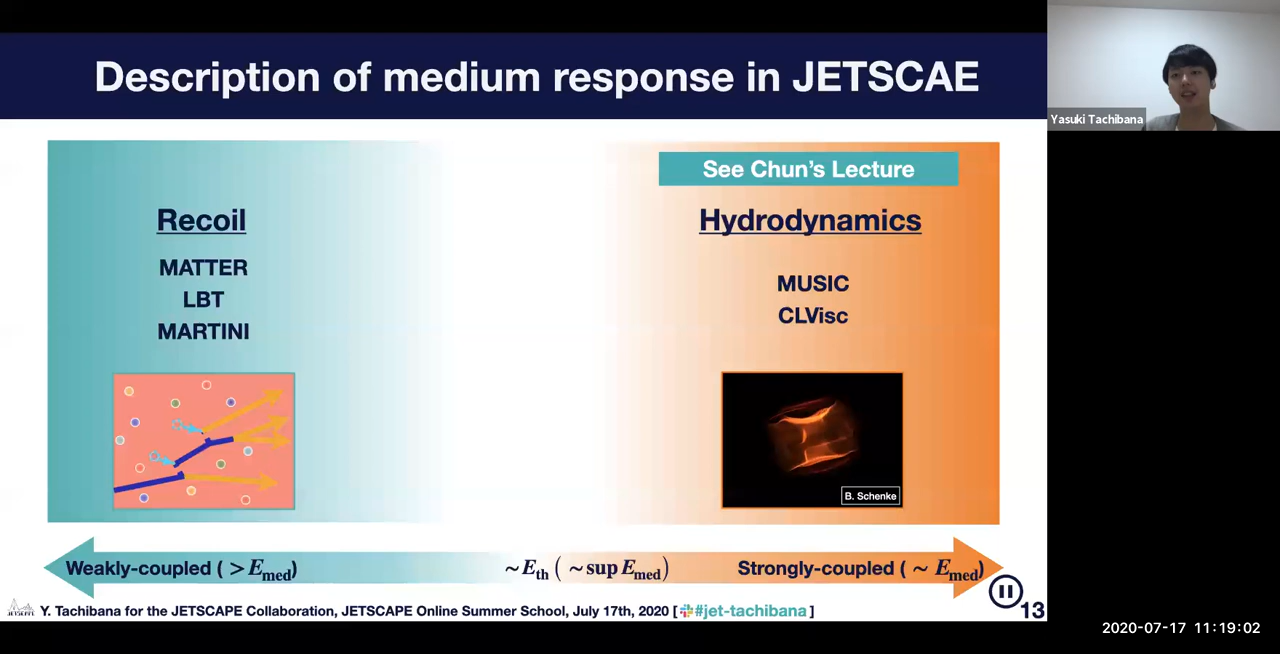 Description of medium response in JETSCAE
Yasuki Tachibana
See Chun's Lecture
Recoil
MATTER
LBT
MARTINI
Hydrodynamics
MUSIC
CLVisc
B. Schenke
Weakly-coupled ( > E_med)
~E_th ( ~ sup E_med)
Strongly-coupled ( ~ E_med)
JETSCAPE
Y. Tachibana for the JETSCAPE Collaboration, JETSCAPE Online Summer School, July 17th, 2020 [ #jet-tachibana ]
13
2020-07-17 11:19:02